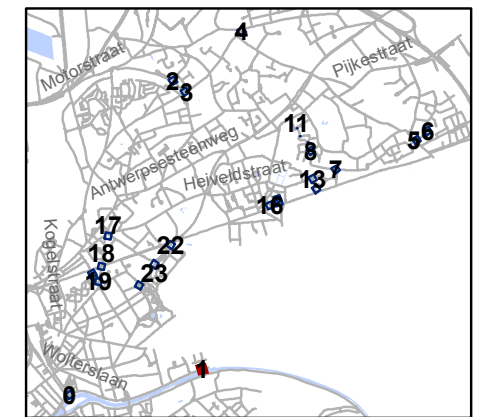 4
Motorstraat
Pijkestraat
2
3
11
6
5
Antwerpsesteenweg
8
Heiveldstraat
7
13
16
17
Kogelstraat
22
18
23
19
Wolterslaan
1